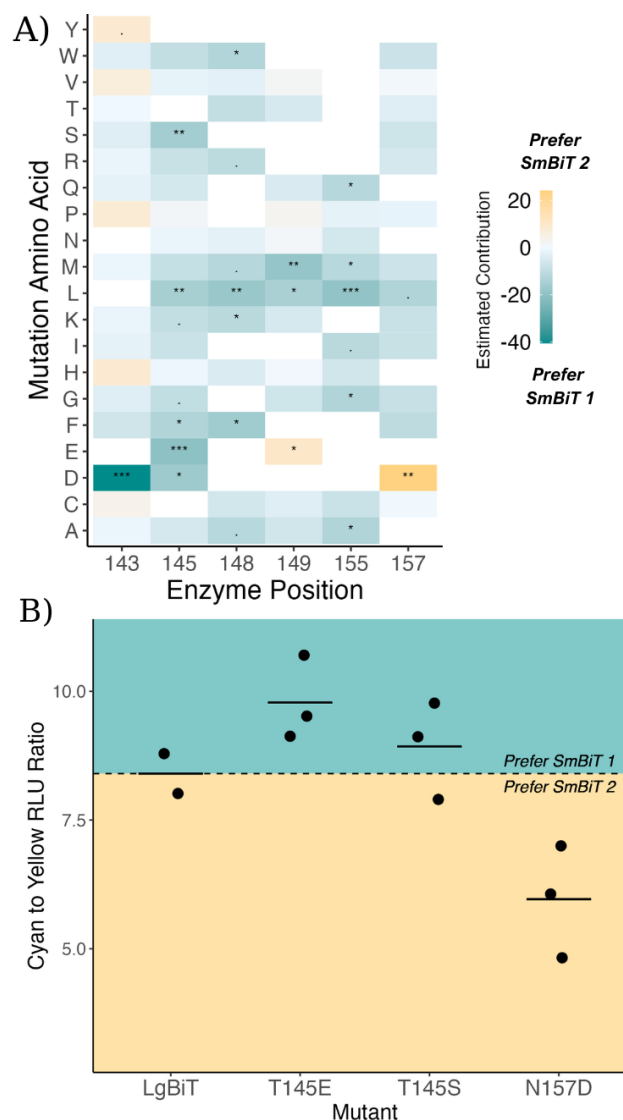 A)
Mutation Amino Acid
Y .
W *
V
T
S **
R .
Q *
P
N
M . ** *
L ** ** * *** .
K . *
I .
H
G . *
F * *
E *** *
D *** * **
C
A . *
143 145 148 149 155 157
Enzyme Position
Prefer
SmBiT 2
Estimated Contribution
20
0
-20
-40
Prefer
SmBiT 1
B)
Cyan to Yellow RLU Ratio
10.0
7.5
5.0
Prefer SmBiT 1
Prefer SmBiT 2
LgBiT T145E T145S N157D
Mutant